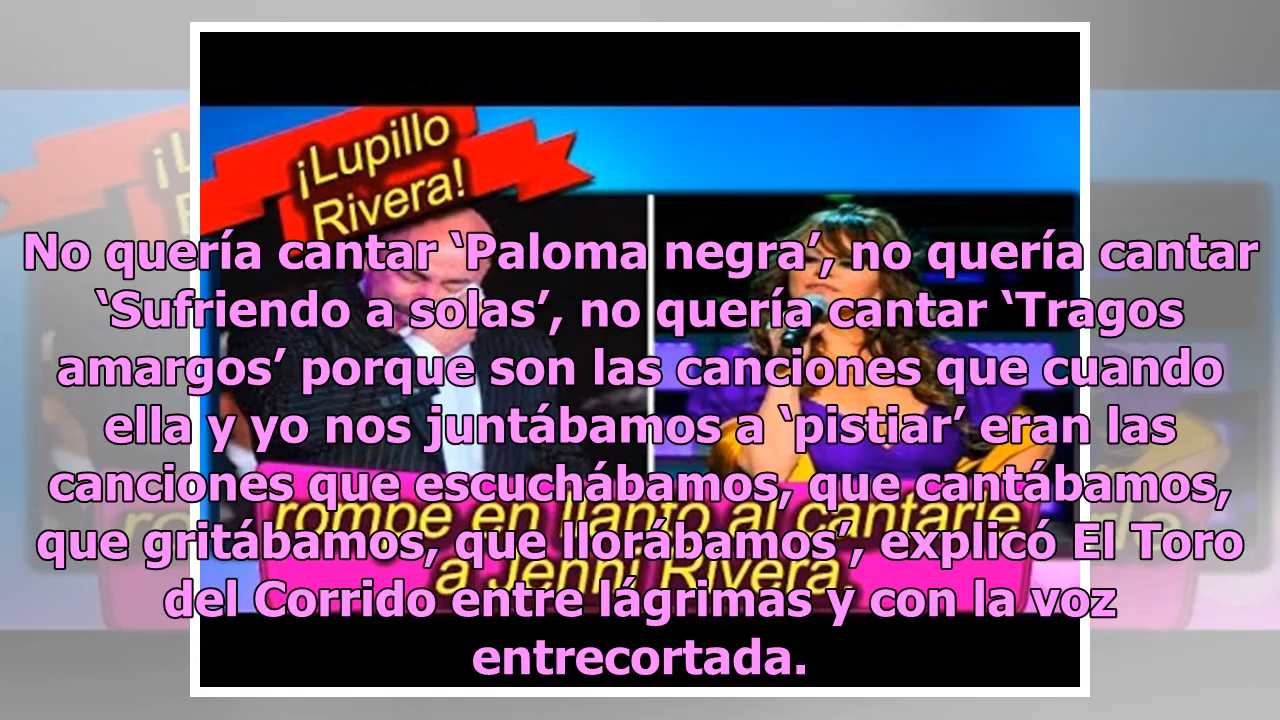 ¡Lupillo
Rivera!
No quería cantar ‘Paloma negra’, no quería cantar
‘Sufriendo a solas’, no quería cantar ‘Tragos
amargos’ porque son las canciones que cuando
ella y yo nos juntábamos a ‘pistiar’ eran las
canciones que escuchábamos, que cantábamos,
que gritábamos, que llorábamos’, explicó El Toro
del Corrido entre lágrimas y con la voz
entrecortada.
rompe en llanto al cantarle
a Jenni Rivera.